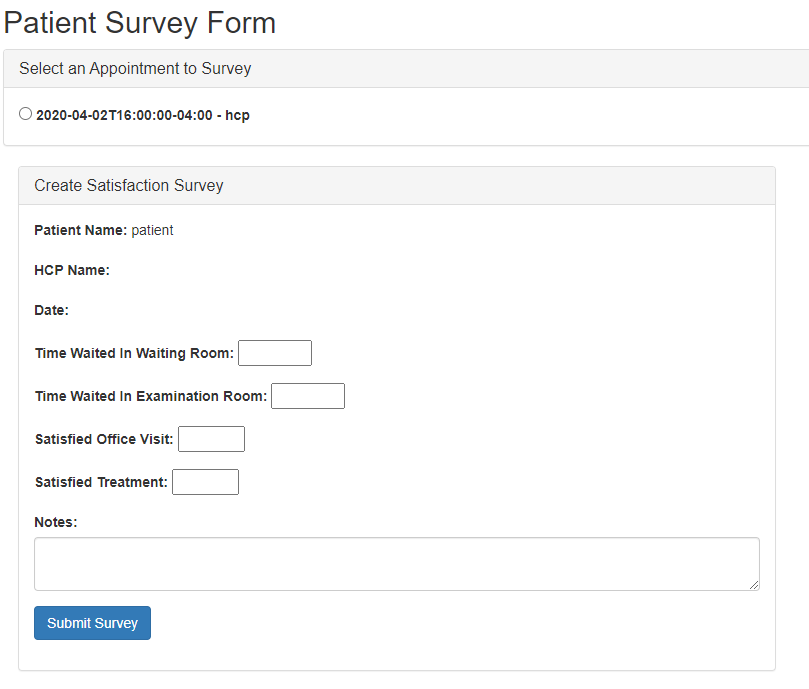 Patient Survey Form
Select an Appointment to Survey
2020-04-02T16:00:00-04:00 - hcp
Create Satisfaction Survey
Patient Name: patient
HCP Name:
Date:
Time Waited In Waiting Room:
Time Waited In Examination Room:
Satisfied Office Visit:
Satisfied Treatment:
Notes:
Submit Survey